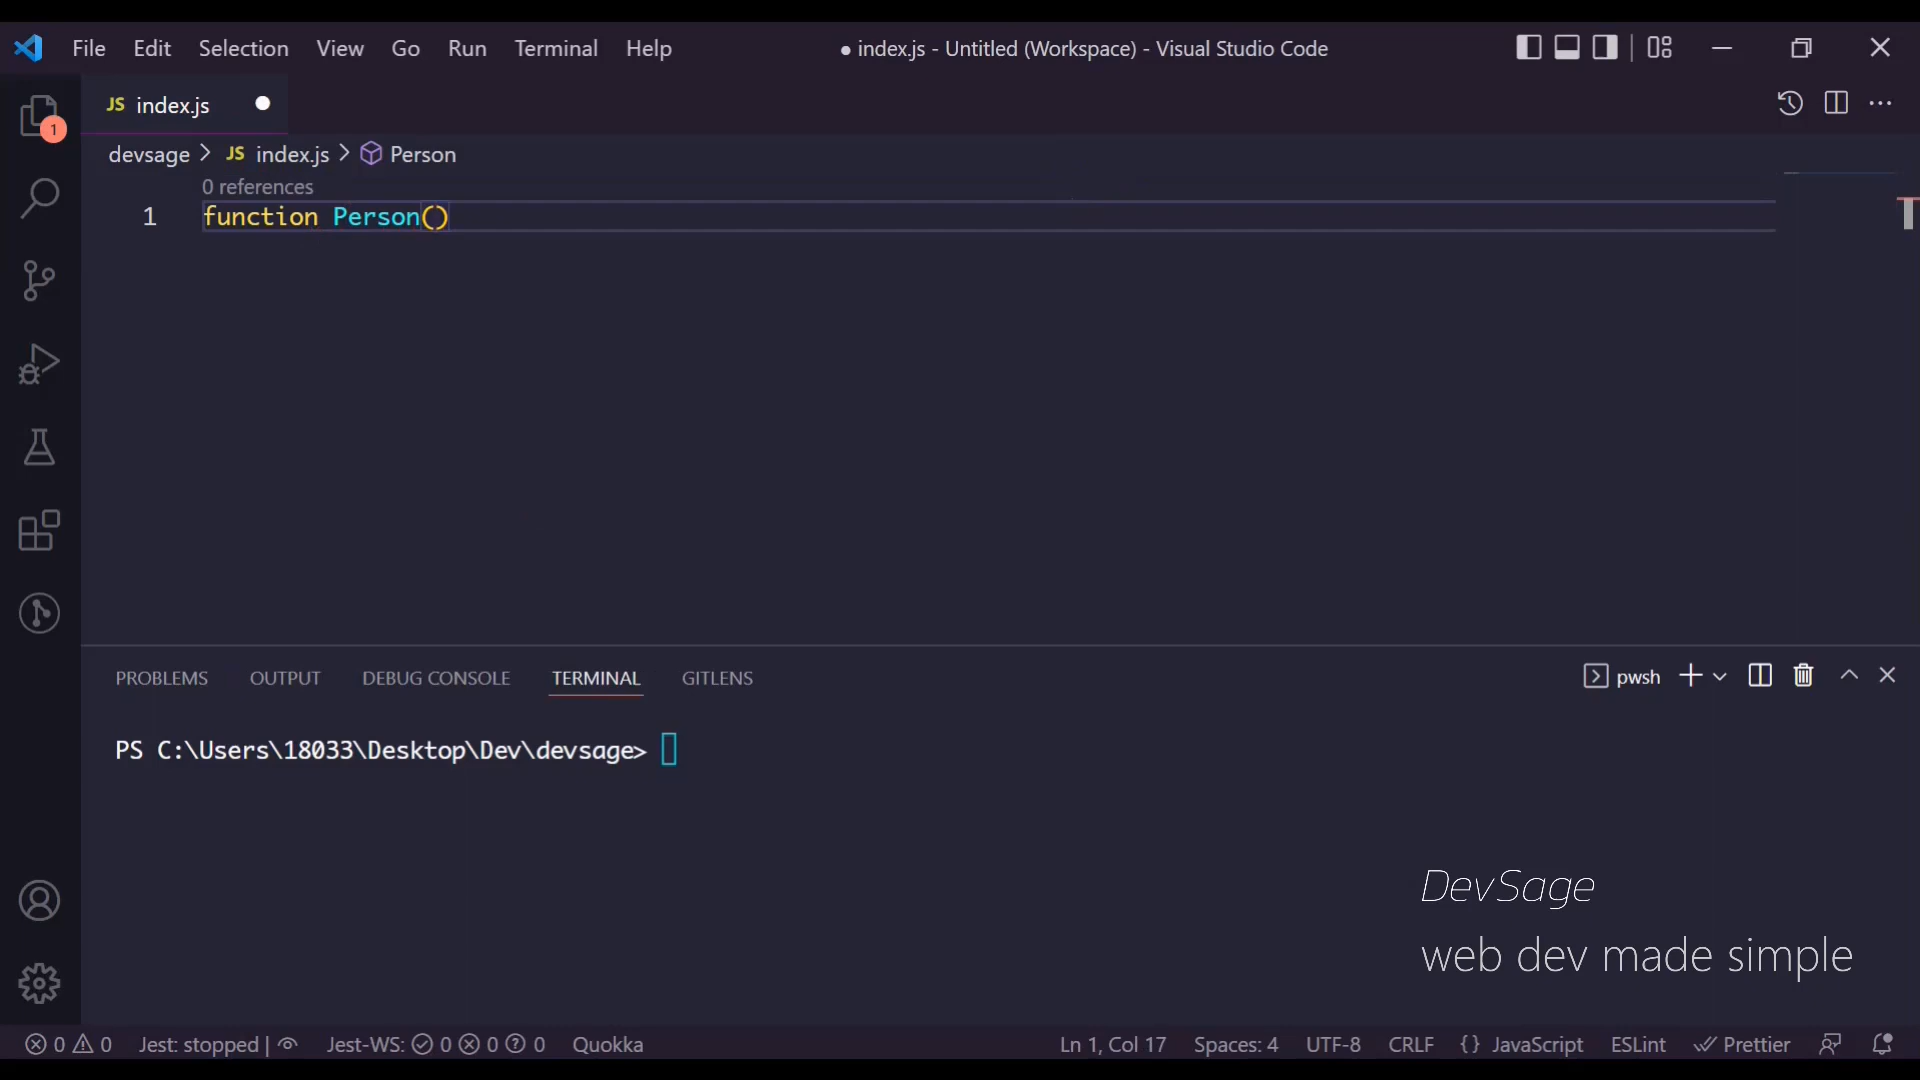 File Edit Selection View Go Run Terminal Help ● index.js - Untitled (Workspace) - Visual Studio Code
JS index.js
1
devsage > JS index.js > Person
0 references
1 function Person()
PROBLEMS OUTPUT DEBUG CONSOLE TERMINAL GITLENS pwsh
PS C:\Users\18033\Desktop\Dev\devsage>
DevSage
web dev made simple
0 0 Jest: stopped | Jest-WS: 0 0 0 Quokka Ln 1, Col 17 Spaces: 4 UTF-8 CRLF {} JavaScript ESLint Prettier